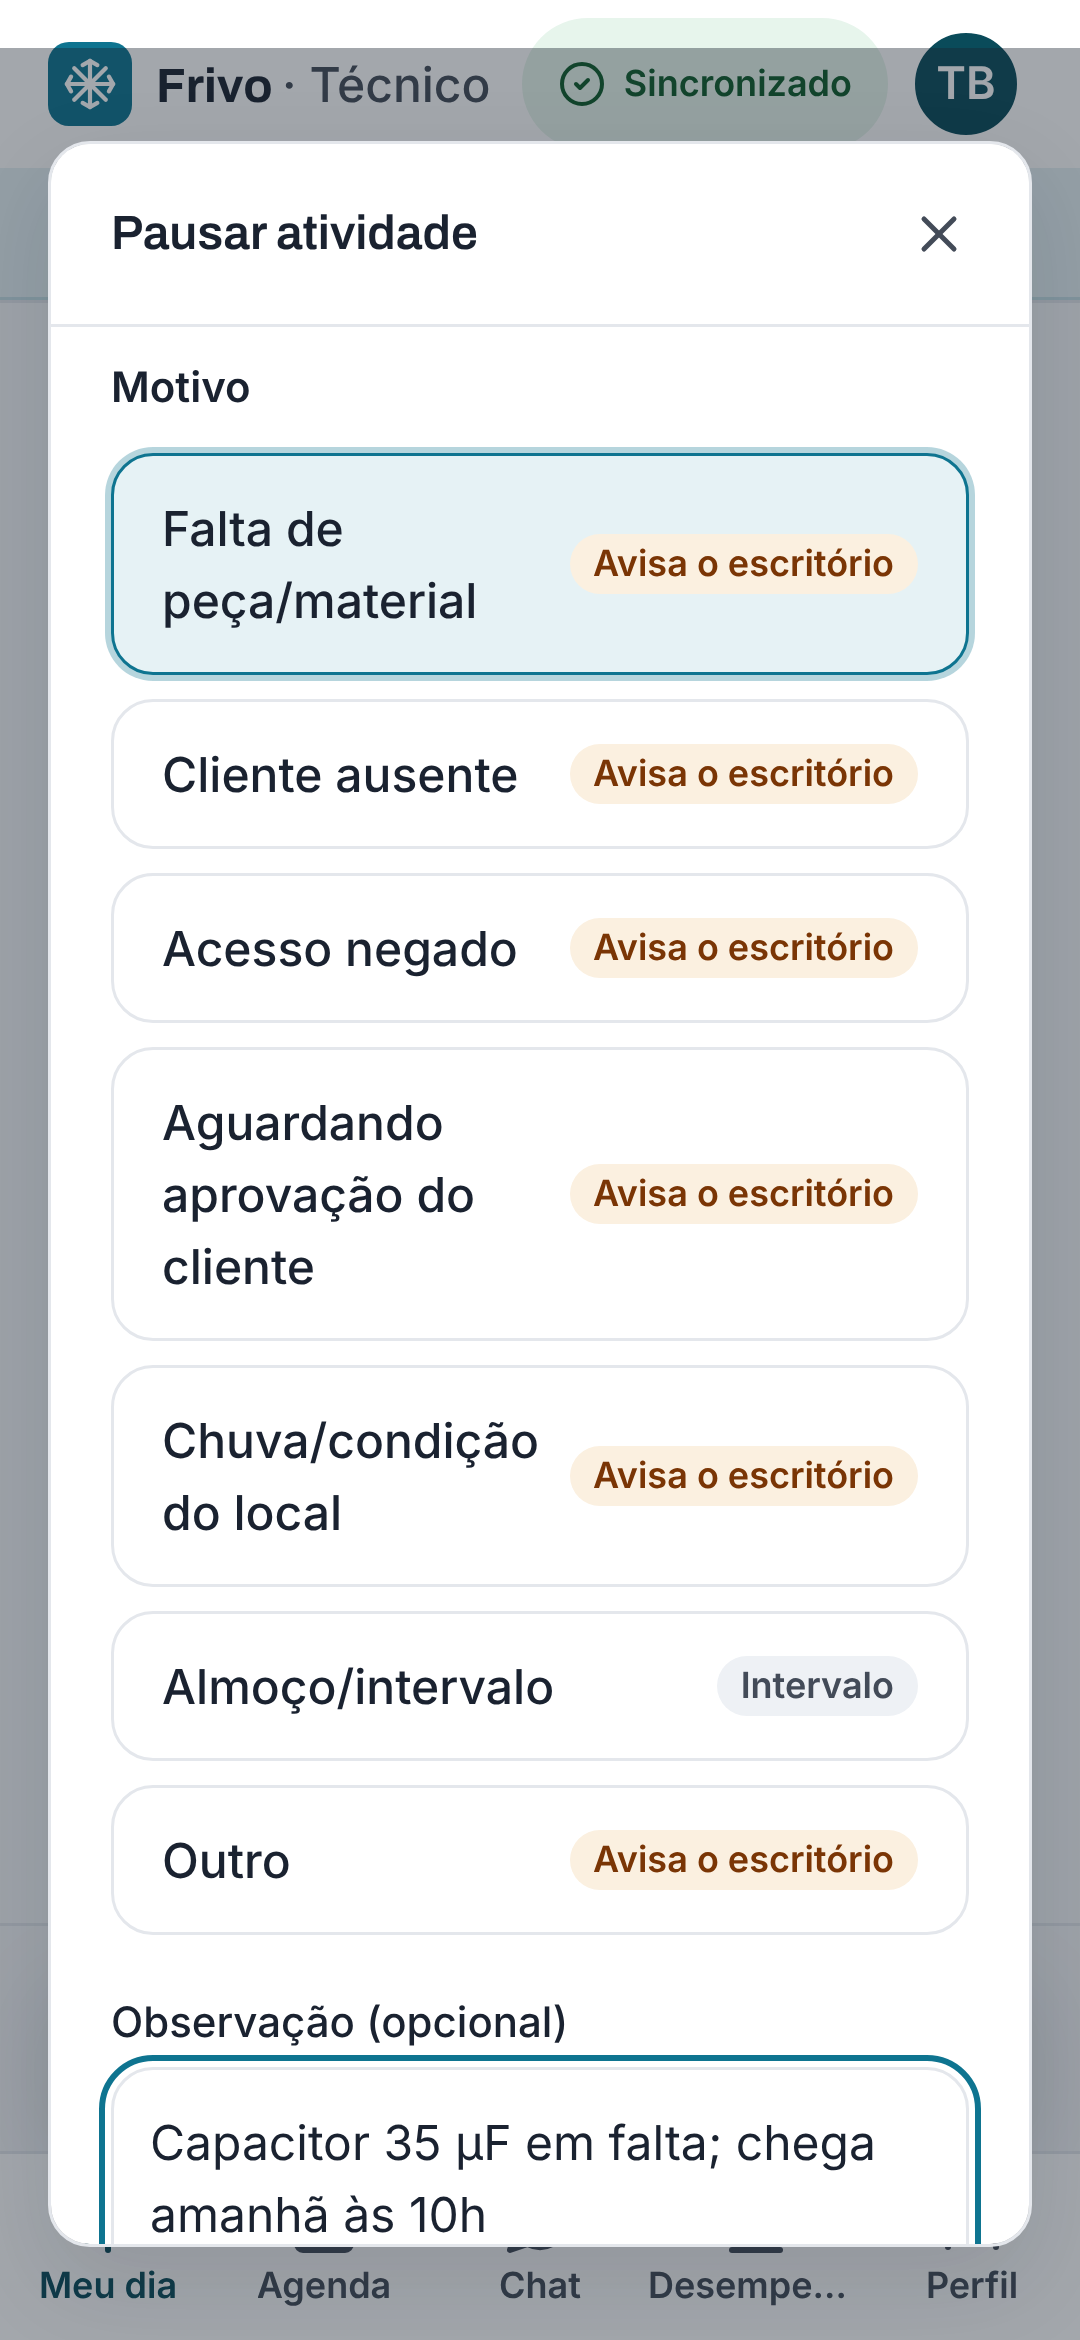 Frivo · Técnico
Sincronizado
TB
Pausar atividade
Motivo
Falta de
peça/material
Avisa o escritório
Cliente ausente
Avisa o escritório
Acesso negado
Avisa o escritório
Aguardando
aprovação do
cliente
Avisa o escritório
Chuva/condição
do local
Avisa o escritório
Almoço/intervalo
Intervalo
Outro
Avisa o escritório
Observação (opcional)
Capacitor 35 µF em falta; chega
amanhã às 10h
Meu dia
Agenda
Chat
Desempe...
Perfil